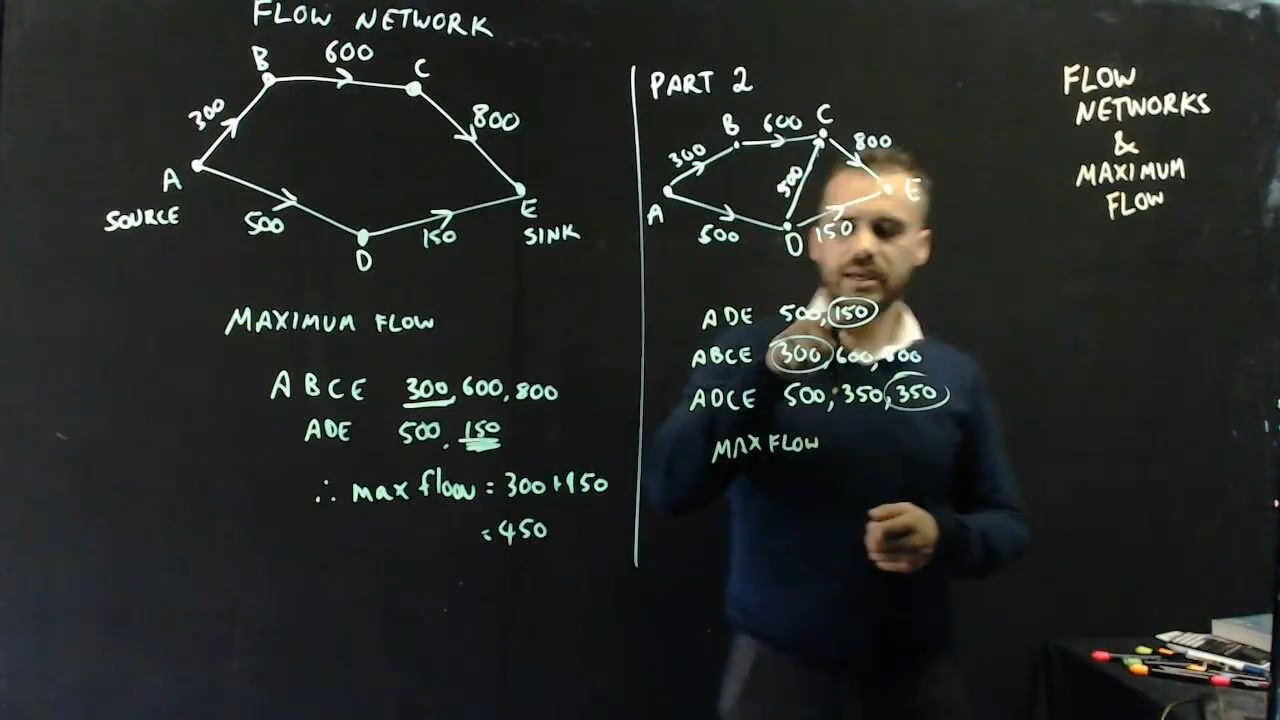 FLOW NETWORK
B
600
C
300
800
A
SOURCE
500
150
E
SINK
D
MAXIMUM FLOW
ABCE 300, 600, 800
ADE 500, 150
∴ max flow = 300+150
= 450
PART 2
B
600
C
300
800
500
A
E
500
D
150
ADE 500, 150
ABCE 300, 600, 800
ADCE 500, 350, 350
MAX FLOW
FLOW
NETWORKS
&
MAXIMUM
FLOW